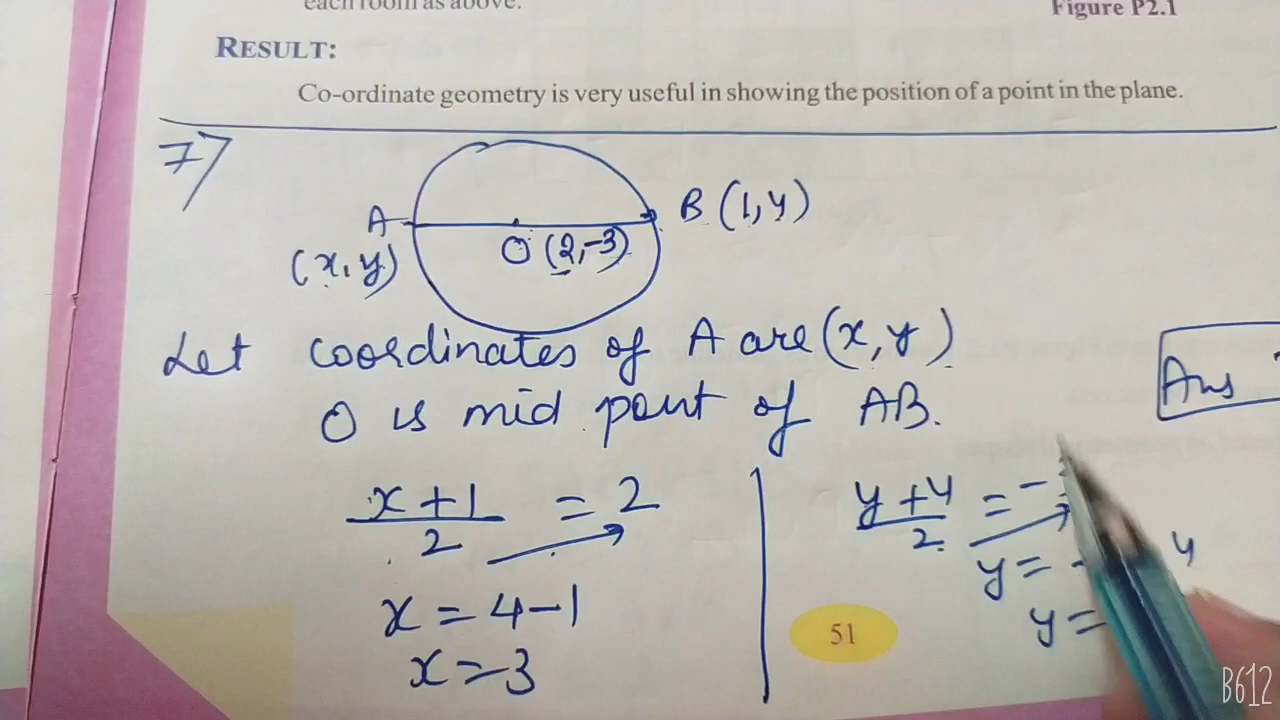 each room as above.
Figure P2.1
RESULT:
Co-ordinate geometry is very useful in showing the position of a point in the plane.
7)
A
(x, y)
O (2, -3)
B (1, 4)
Let coordinates of A are (x, y)
O is mid point of AB.
Ans
x + 1 / 2 = 2
x = 4 - 1
x = 3
y + 4 / 2 = -
y = - 4
y =
51
B612